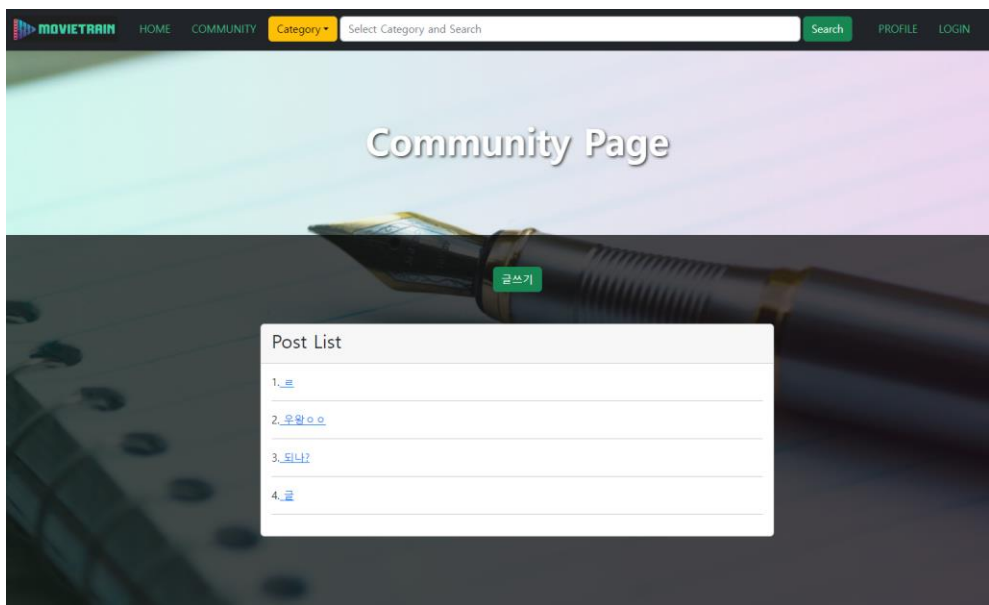 MOVIETRAIN HOME COMMUNITY Category Select Category and Search Search PROFILE LOGIN
Community Page
글쓰기
Post List
1. ㄹ
2. 우왕ㅇㅇ
3. 되나?
4. 글